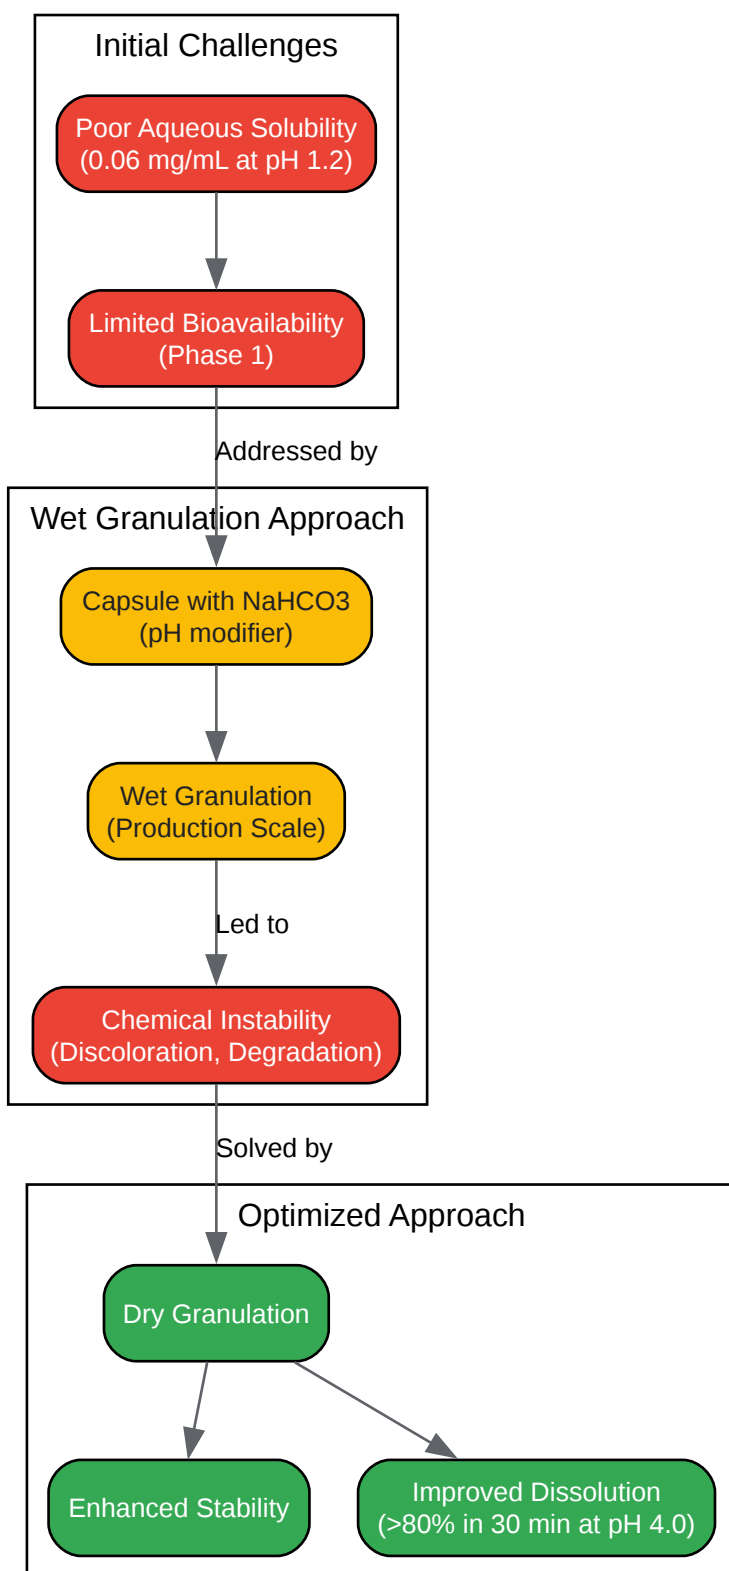 Initial Challenges
Poor Aqueous Solubility
(0.06 mg/mL at pH 1.2)
Limited Bioavailability
(Phase 1)
Addressed by
Wet Granulation Approach
Capsule with NaHCO3
(pH modifier)
Wet Granulation
(Production Scale)
Led to
Chemical Instability
(Discoloration, Degradation)
Solved by
Optimized Approach
Dry Granulation
Enhanced Stability
Improved Dissolution
(>80% in 30 min at pH 4.0)